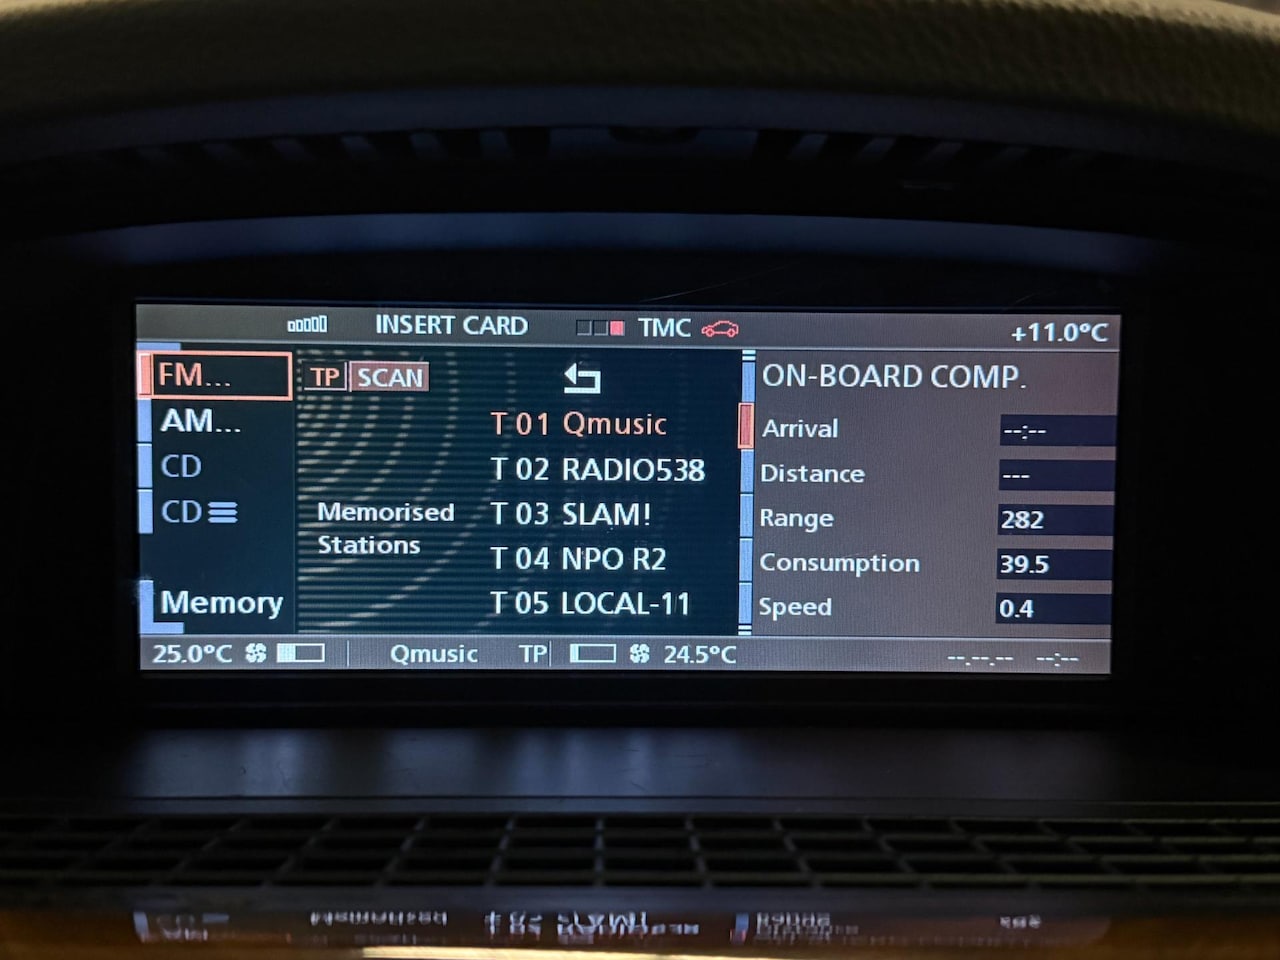 INSERT CARD TMC +11.0°C
FM...
AM...
CD
CD
Memory
TP SCAN
Memorised
Stations
T 01 Qmusic
T 02 RADIO538
T 03 SLAM!
T 04 NPO R2
T 05 LOCAL-11
ON-BOARD COMP.
Arrival --:--
Distance ---
Range 282
Consumption 39.5
Speed 0.4
25.0°C Qmusic TP 24.5°C --.--.-- --:--